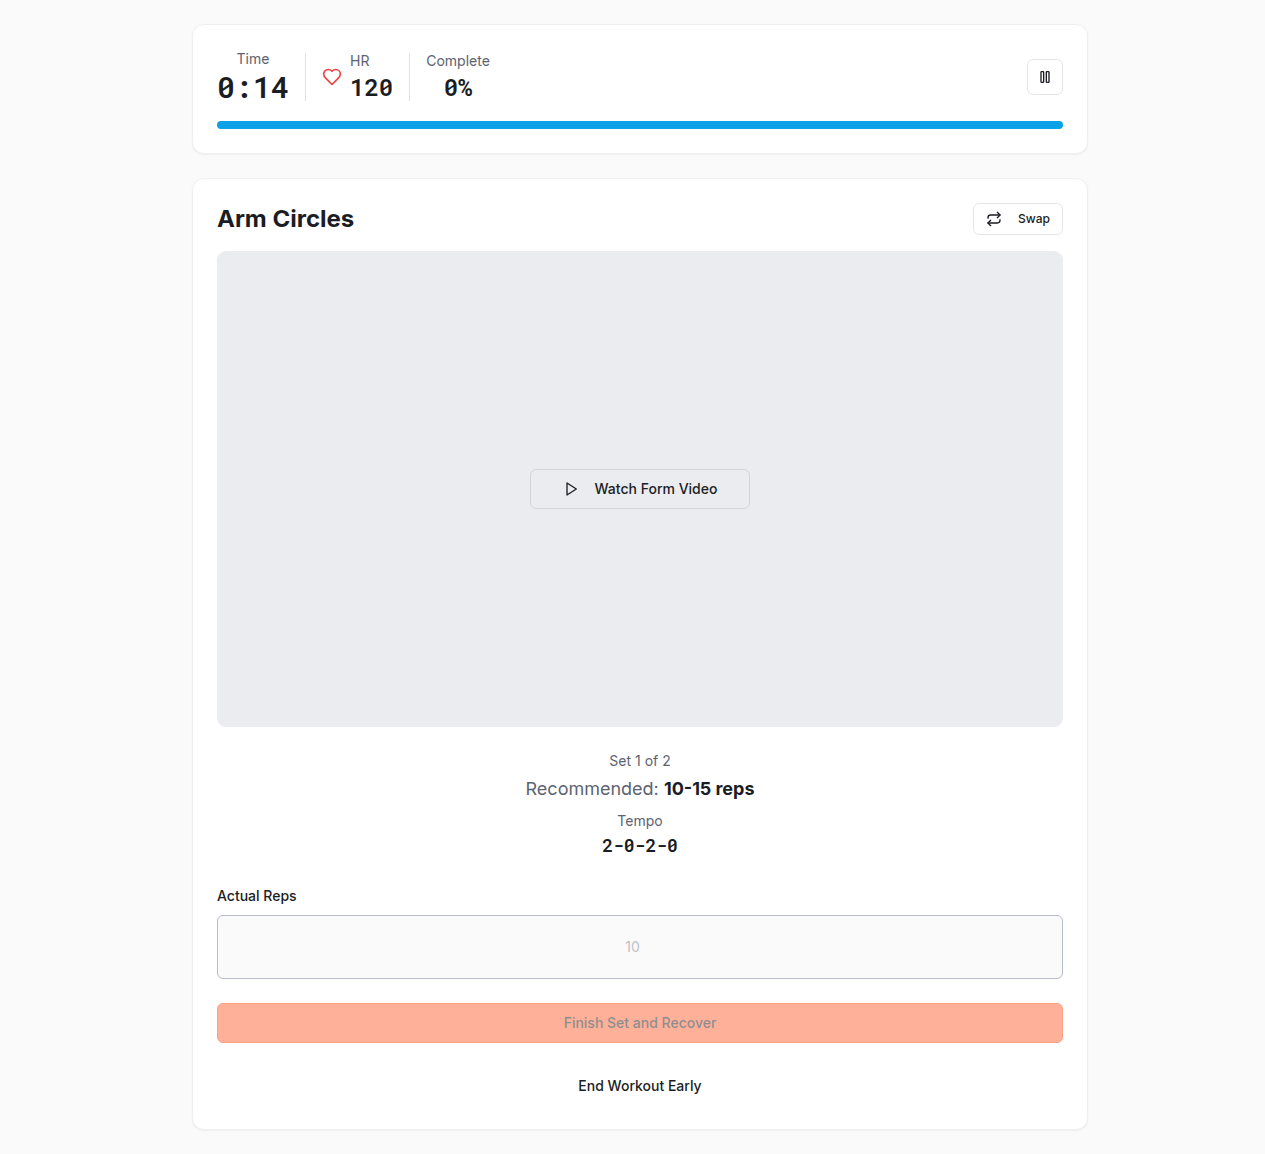 Time
0:14
HR
120
Complete
0%
Arm Circles
Swap
Watch Form Video
Set 1 of 2
Recommended: 10-15 reps
Tempo
2-0-2-0
Actual Reps
10
Finish Set and Recover
End Workout Early